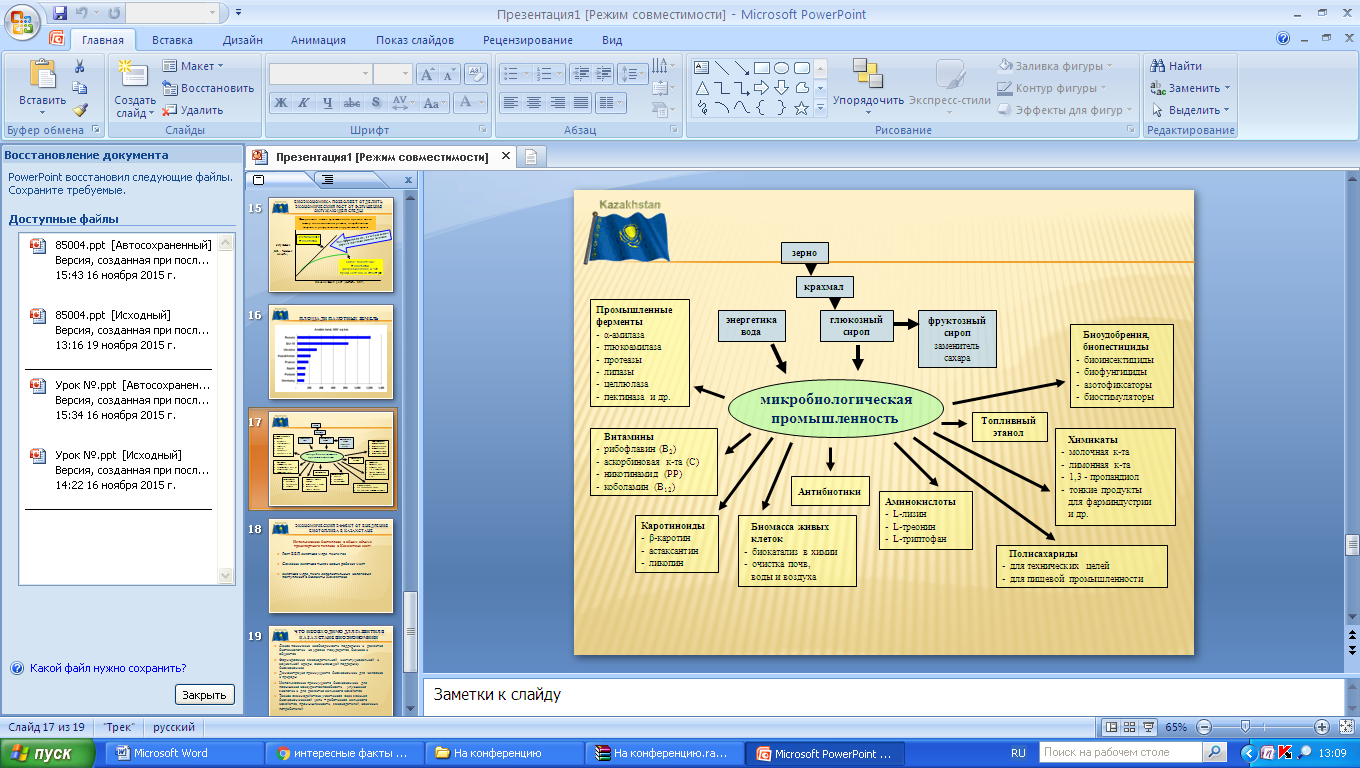 Презентация1 [Режим совместимости] - Microsoft PowerPoint
Главная
Вставка
Дизайн
Анимация
Показ слайдов
Рецензирование
Вид
Вставить
Буфер обмена
Создать слайд
Макет
Восстановить
Удалить
Слайды
Ж К Ч abc S AV Aa A
Шрифт
Абзац
Упорядочить
Экспресс-стили
Заливка фигуры
Контур фигуры
Эффекты для фигур
Рисование
Найти
Заменить
Выделить
Редактирование
Восстановление документа
PowerPoint восстановил следующие файлы.
Сохраните требуемые.
Доступные файлы
85004.ppt [Автосохраненный]
Версия, созданная при посл...
15:43 16 ноября 2015 г.
85004.ppt [Исходный]
Версия, созданная при посл...
13:16 19 ноября 2015 г.
Урок №.ppt [Автосохранен...
Версия, созданная при посл...
15:34 16 ноября 2015 г.
Урок №.ppt [Исходный]
Версия, созданная при посл...
14:22 16 ноября 2015 г.
Какой файл нужно сохранить?
Закрыть
Презентация1 [Режим совместимости]
15
16
ПЛОЩАДИ ПАХОТНЫХ ЗЕМЕЛЬ
17
18
19
Kazakhstan
зерно
крахмал
энергетика
вода
глюкозный
сироп
фруктозный
сироп
заменитель
сахара
Промышленные
ферменты
- α-амилаза
- глюкоамилаза
- протеазы
- липазы
- целлюлаза
- пектиназа и др.
микробиологическая
промышленность
Биоудобрения,
биопестициды
- биоинсектициды
- биофунгициды
- азотофиксаторы
- биостимуляторы
Топливный
этанол
Витамины
- рибофлавин (B2)
- аскорбиновая к-та (C)
- никотинамид (PP)
- коболамин (B12)
Химикаты
- молочная к-та
- лимонная к-та
- 1,3 - пропандиол
- тонкие продукты
для фарминдустрии
и др.
Антибиотики
Аминокислоты
- L-лизин
- L-треонин
- L-триптофан
Каротиноиды
- β-каротин
- астаксантин
- ликопин
Биомасса живых
клеток
- биокатализ в химии
- очистка почв,
воды и воздуха
Полисахариды
- для технических целей
- для пищевой промышленности
Заметки к слайду
Слайд 17 из 19
"Трек"
русский
65%
пуск
Microsoft Word
интересные факты ...
На конференцию
На конференцию.ra...
Microsoft PowerPoint ...
RU
Поиск на рабочем столе
13:09